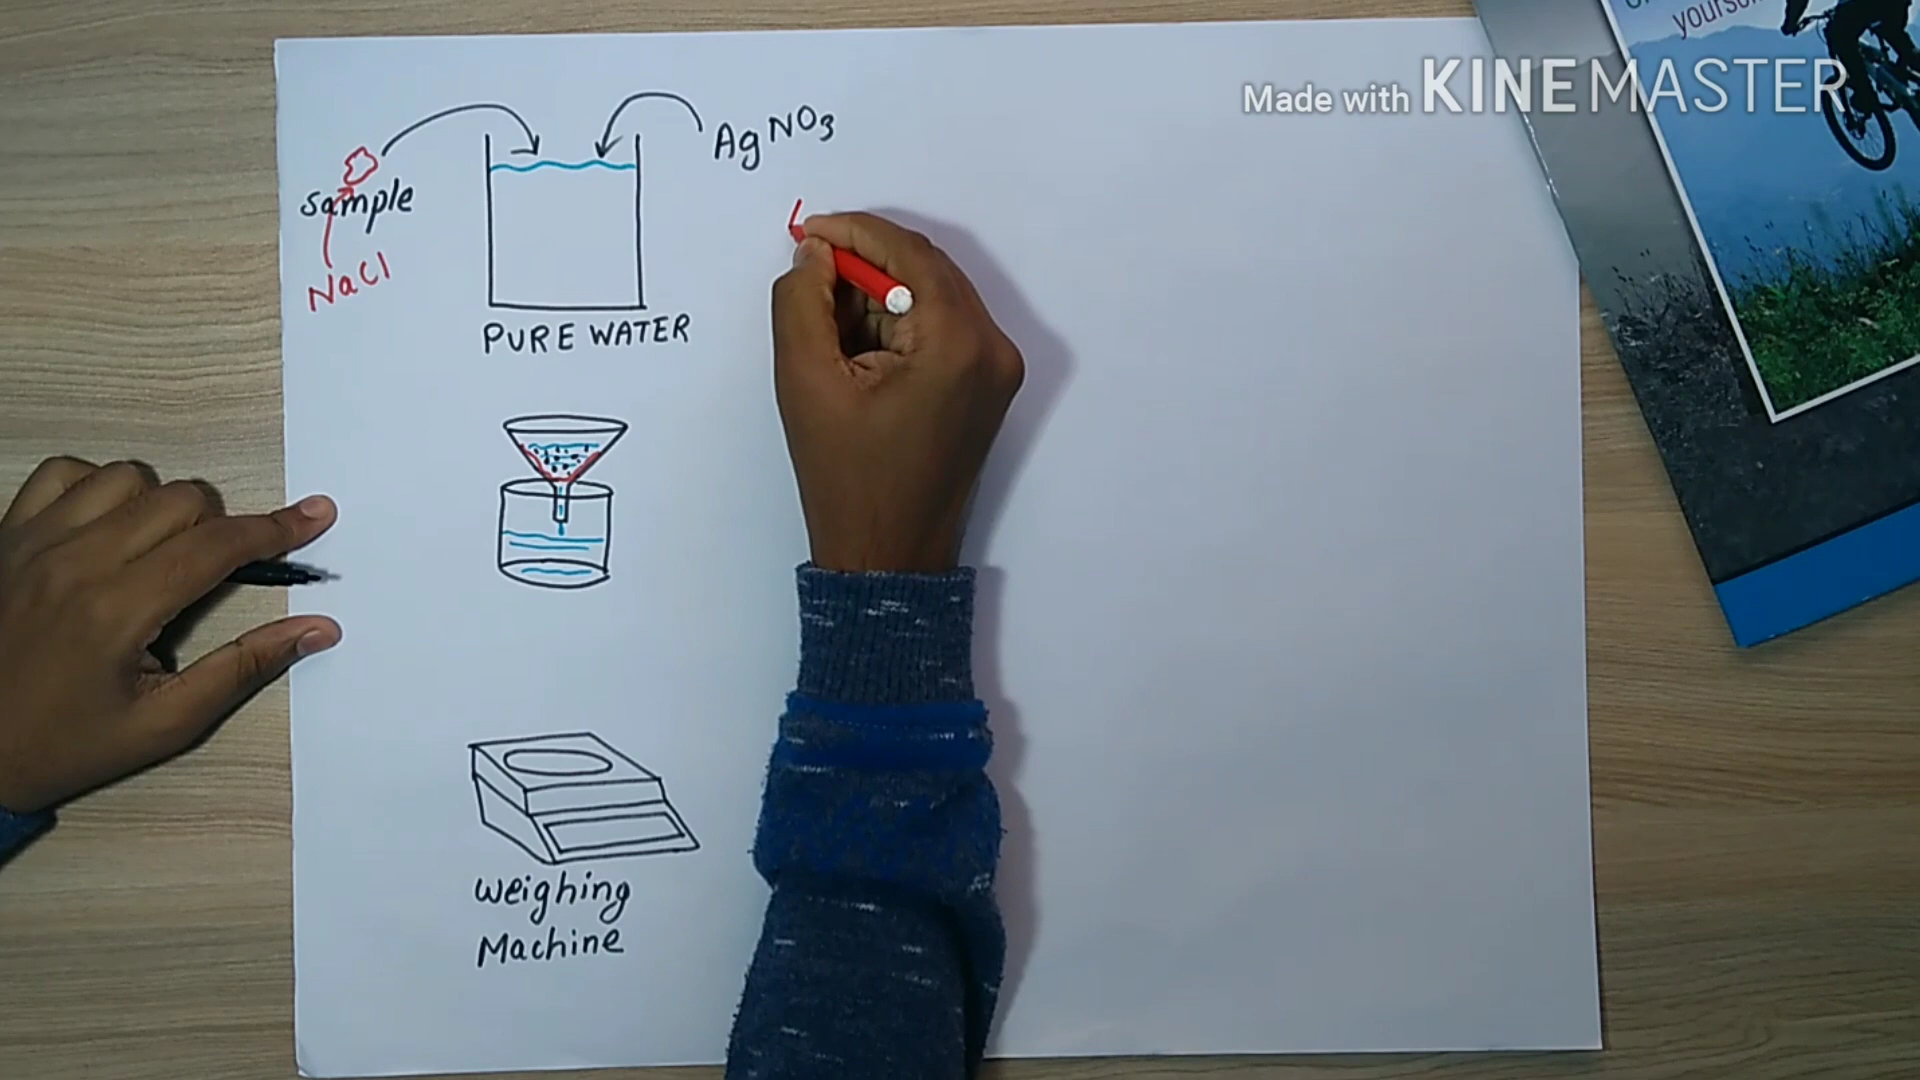 Made with KINEMASTER
AgNO3
Sample
NaCl
PURE WATER
Weighing
Machine